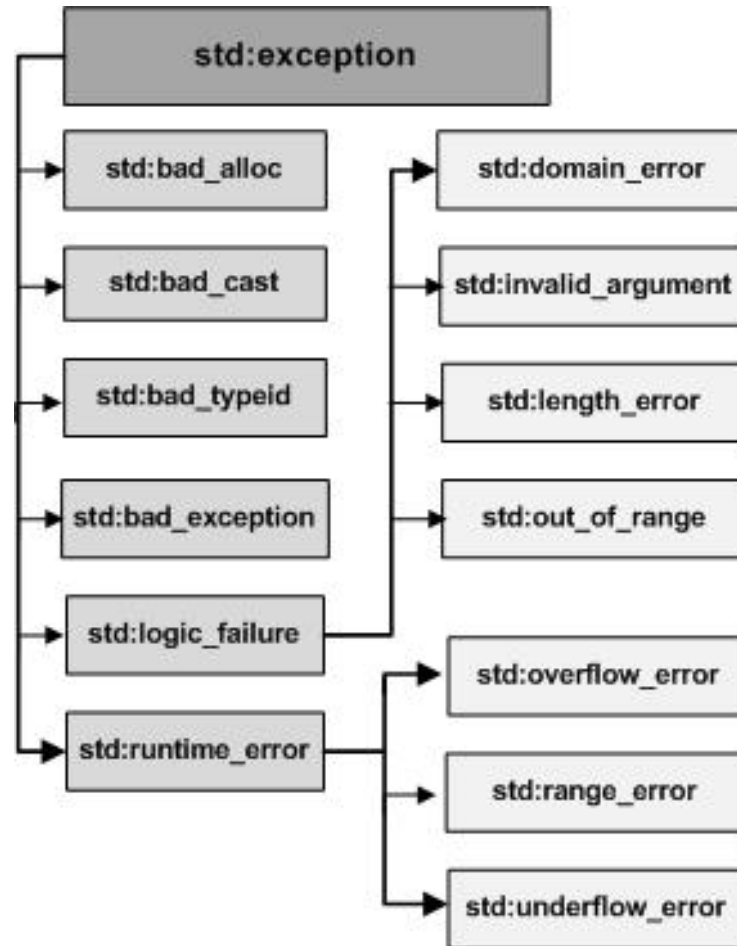 std:exception
std:bad_alloc
std:domain_error
std:bad_cast
std:invalid_argument
std:bad_typeid
std:length_error
std:bad_exception
std:out_of_range
std:logic_failure
std:overflow_error
std:runtime_error
std:range_error
std:underflow_error